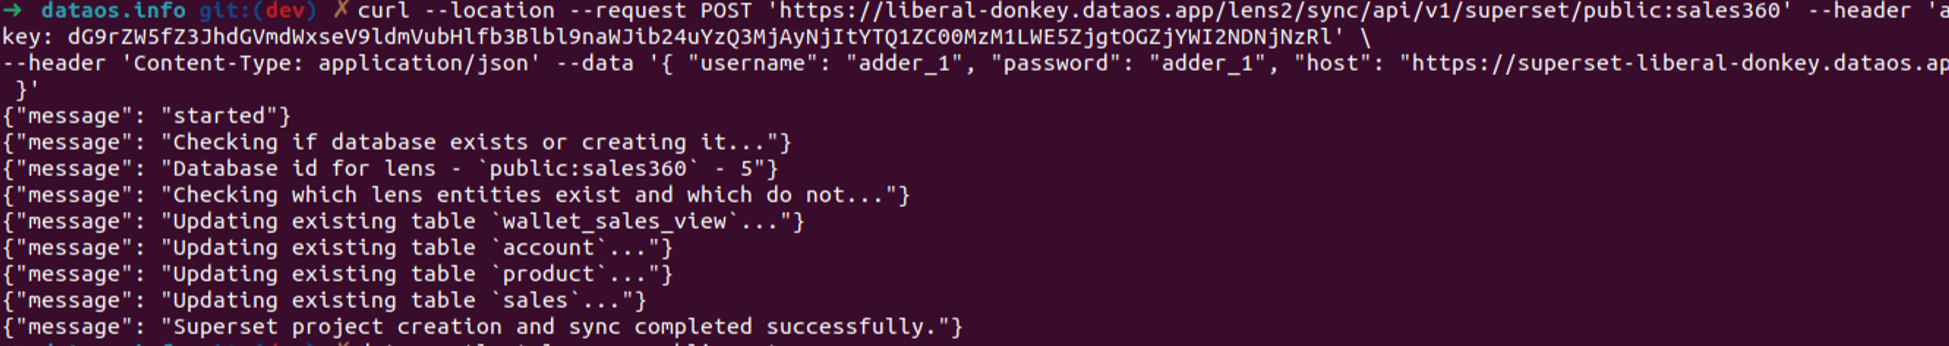 → dataos.info git:(dev) ✗ curl --location --request POST 'https://liberal-donkey.dataos.app/lens2/sync/api/v1/superset/public:sales360' --header 'a
key: dG9rZW5fZ3JhdGVmdWxseV9ldmVubHlfb3Blbl9naWJib24uYzQ3MjAyNjItYTQ1ZC00MzM1LWE5ZjgtOGZjYWI2NDNjNzRl' \
--header 'Content-Type: application/json' --data '{ "username": "adder_1", "password": "adder_1", "host": "https://superset-liberal-donkey.dataos.ap
}'
{"message": "started"}
{"message": "Checking if database exists or creating it..."}
{"message": "Database id for lens - `public:sales360` - 5"}
{"message": "Checking which lens entities exist and which do not..."}
{"message": "Updating existing table `wallet_sales_view`..."}
{"message": "Updating existing table `account`..."}
{"message": "Updating existing table `product`..."}
{"message": "Updating existing table `sales`..."}
{"message": "Superset project creation and sync completed successfully."}